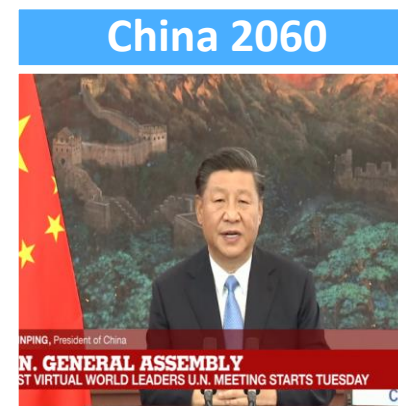 China 2060
NPING, President of China
N. GENERAL ASSEMBLY
ST VIRTUAL WORLD LEADERS U.N. MEETING STARTS TUESDAY
C